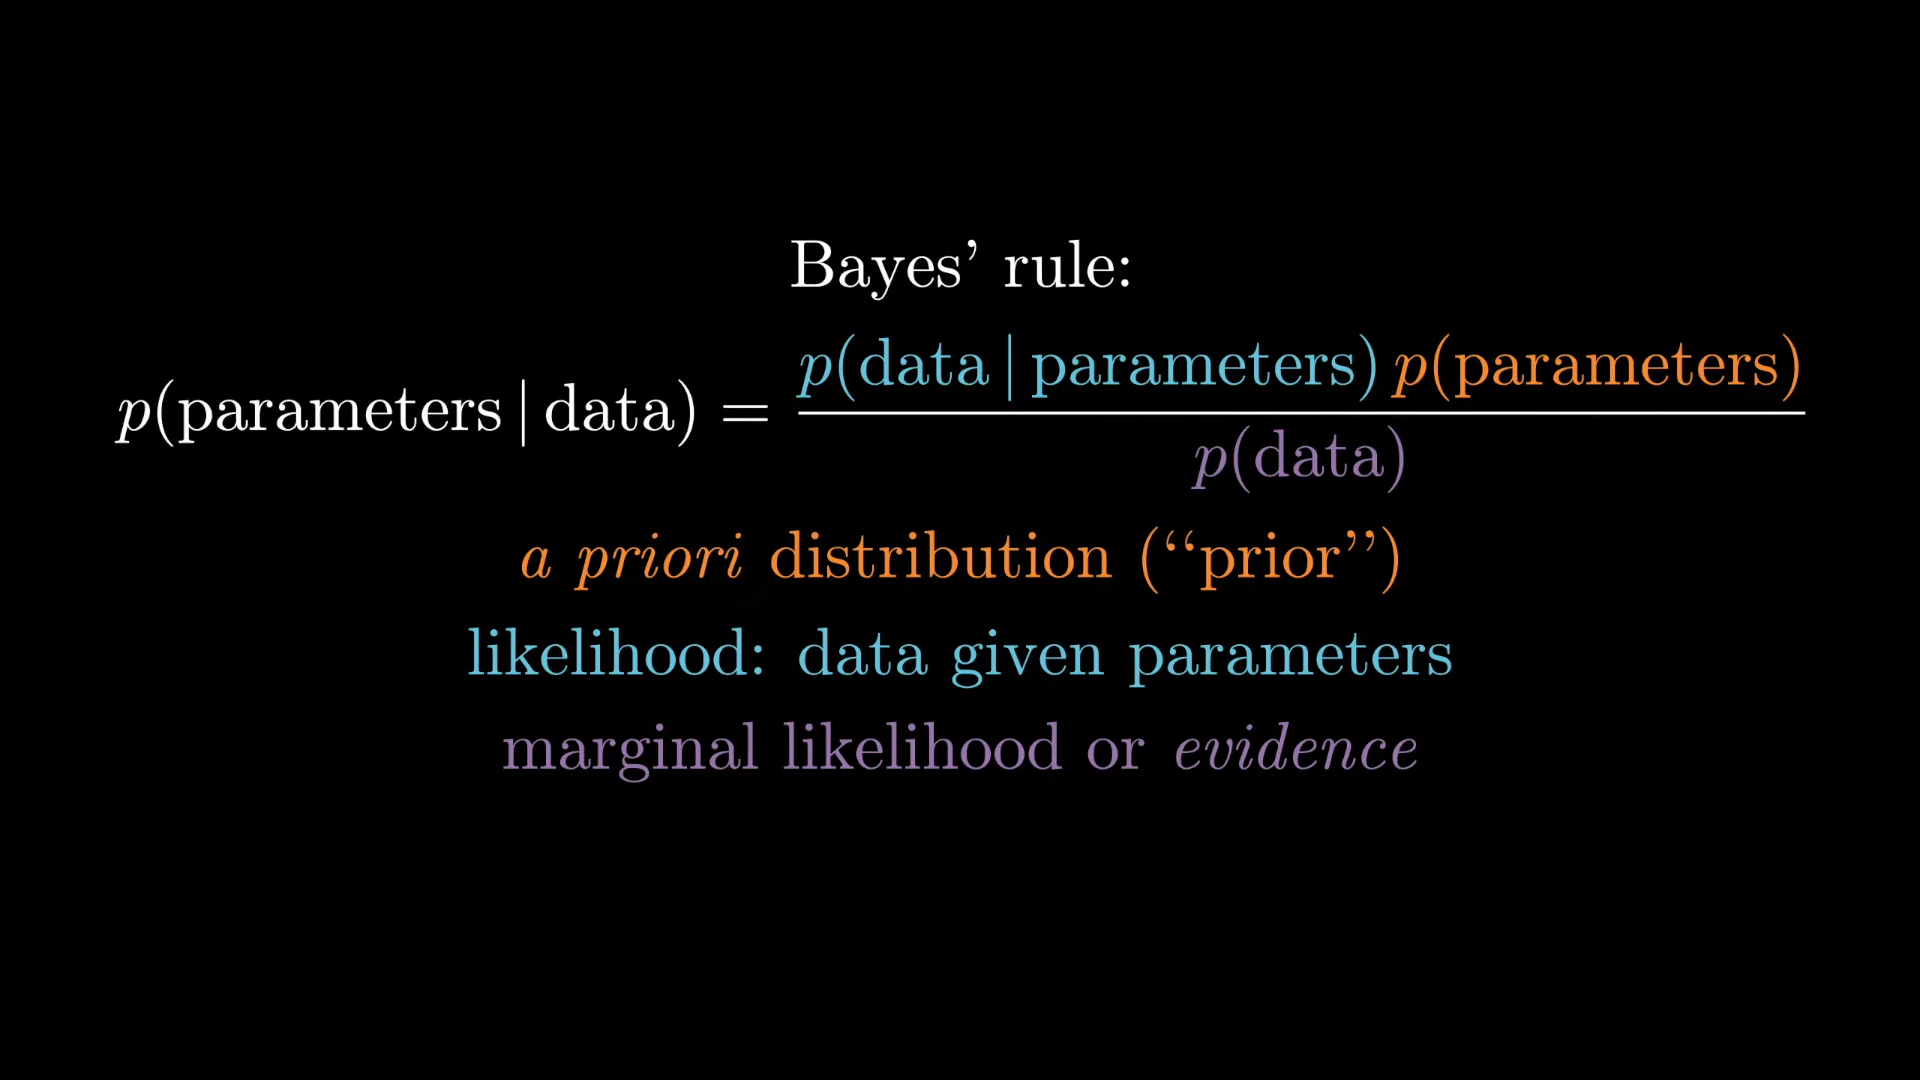 Bayes’ rule:
p(parameters | data) = \frac{p(data | parameters) p(parameters)}{p(data)}
a priori distribution (“prior”)
likelihood: data given parameters
marginal likelihood or evidence